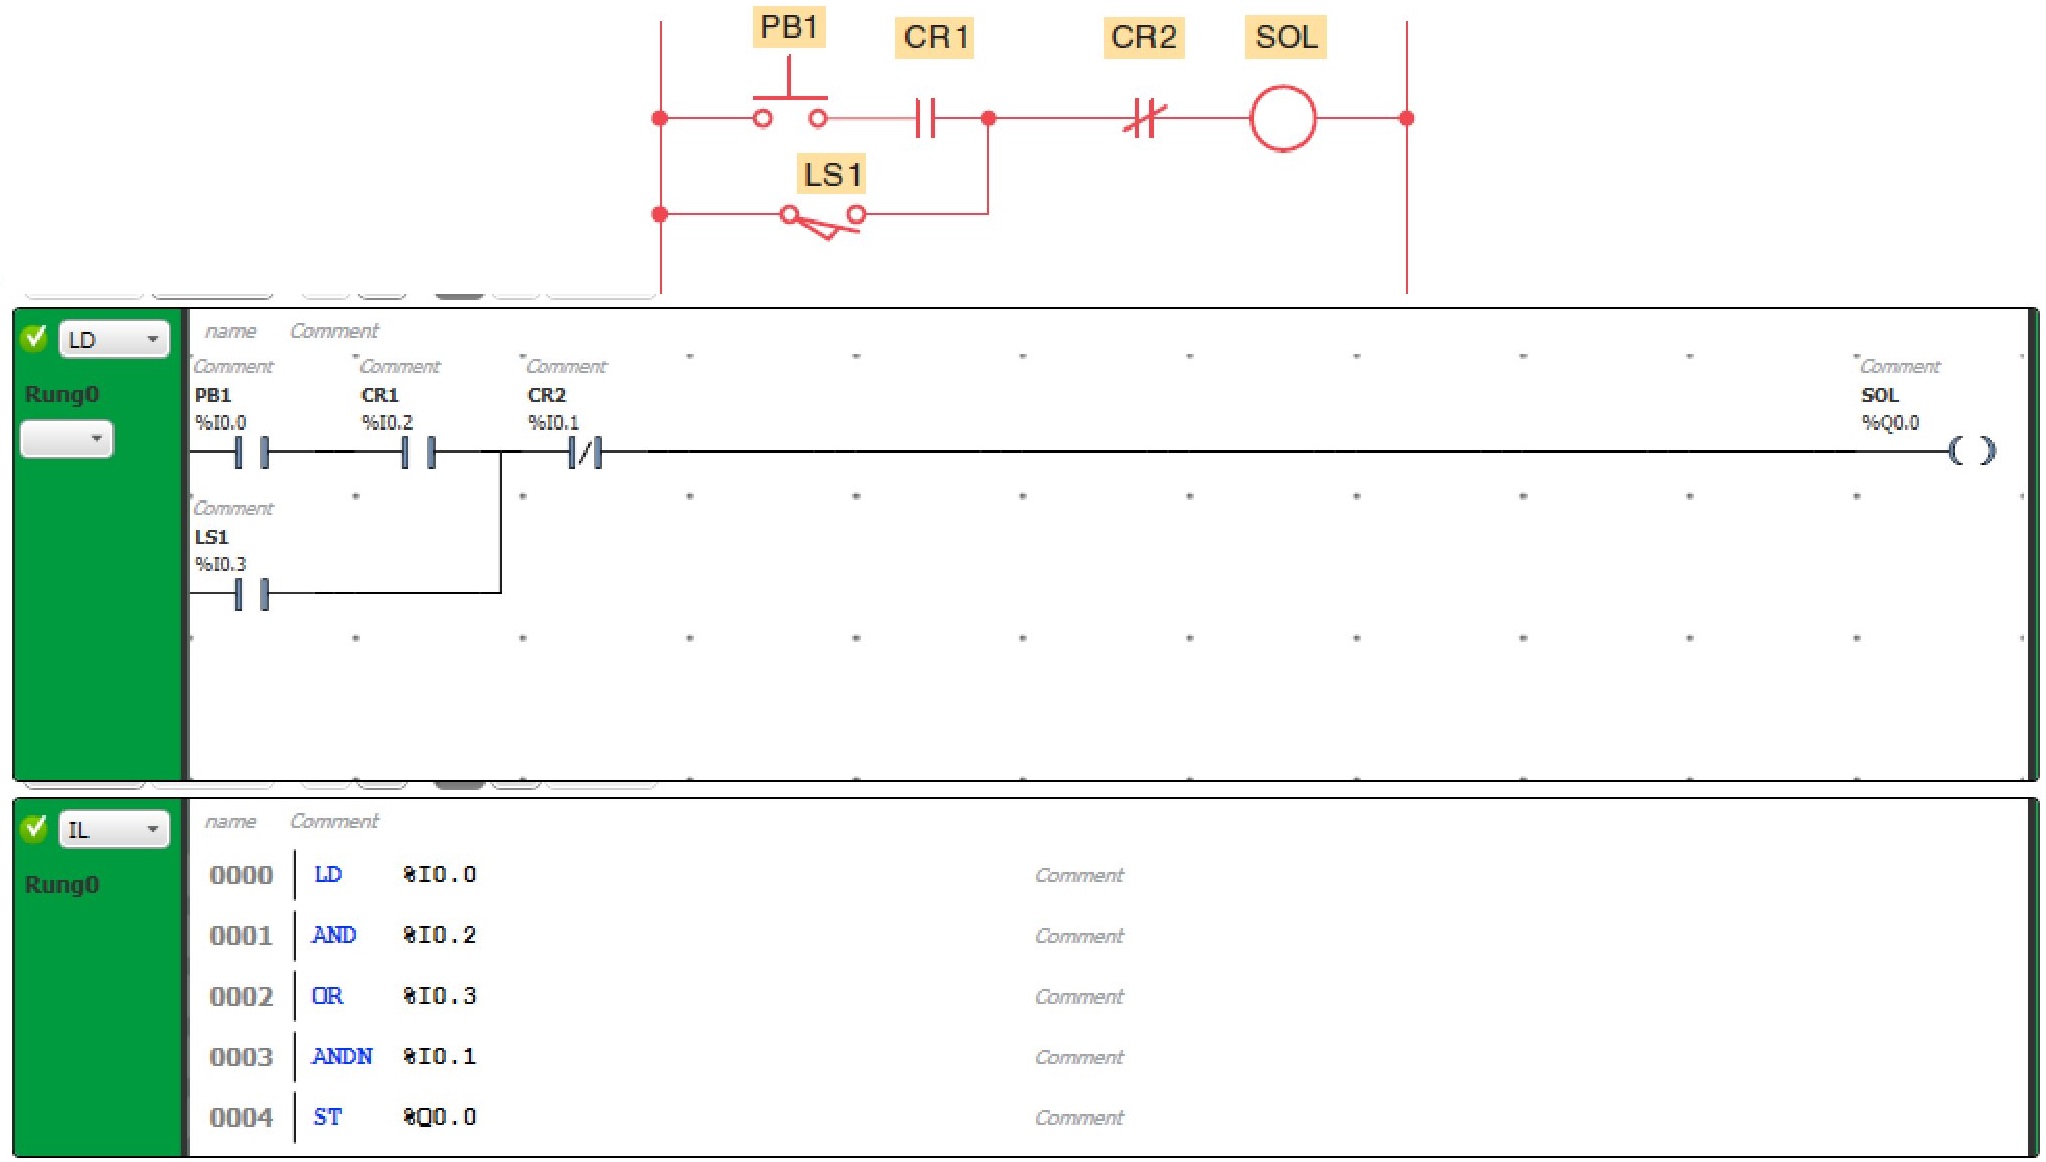 PB1 CR1 CR2 SOL
LS1
LD name Comment
Comment Comment Comment Comment
Rung0 PB1 CR1 CR2 SOL
%I0.0 %I0.2 %I0.1 %Q0.0
Comment
LS1
%I0.3
IL name Comment
0000 LD %I0.0 Comment
Rung0
0001 AND %I0.2 Comment
0002 OR %I0.3 Comment
0003 ANDN %I0.1 Comment
0004 ST %Q0.0 Comment